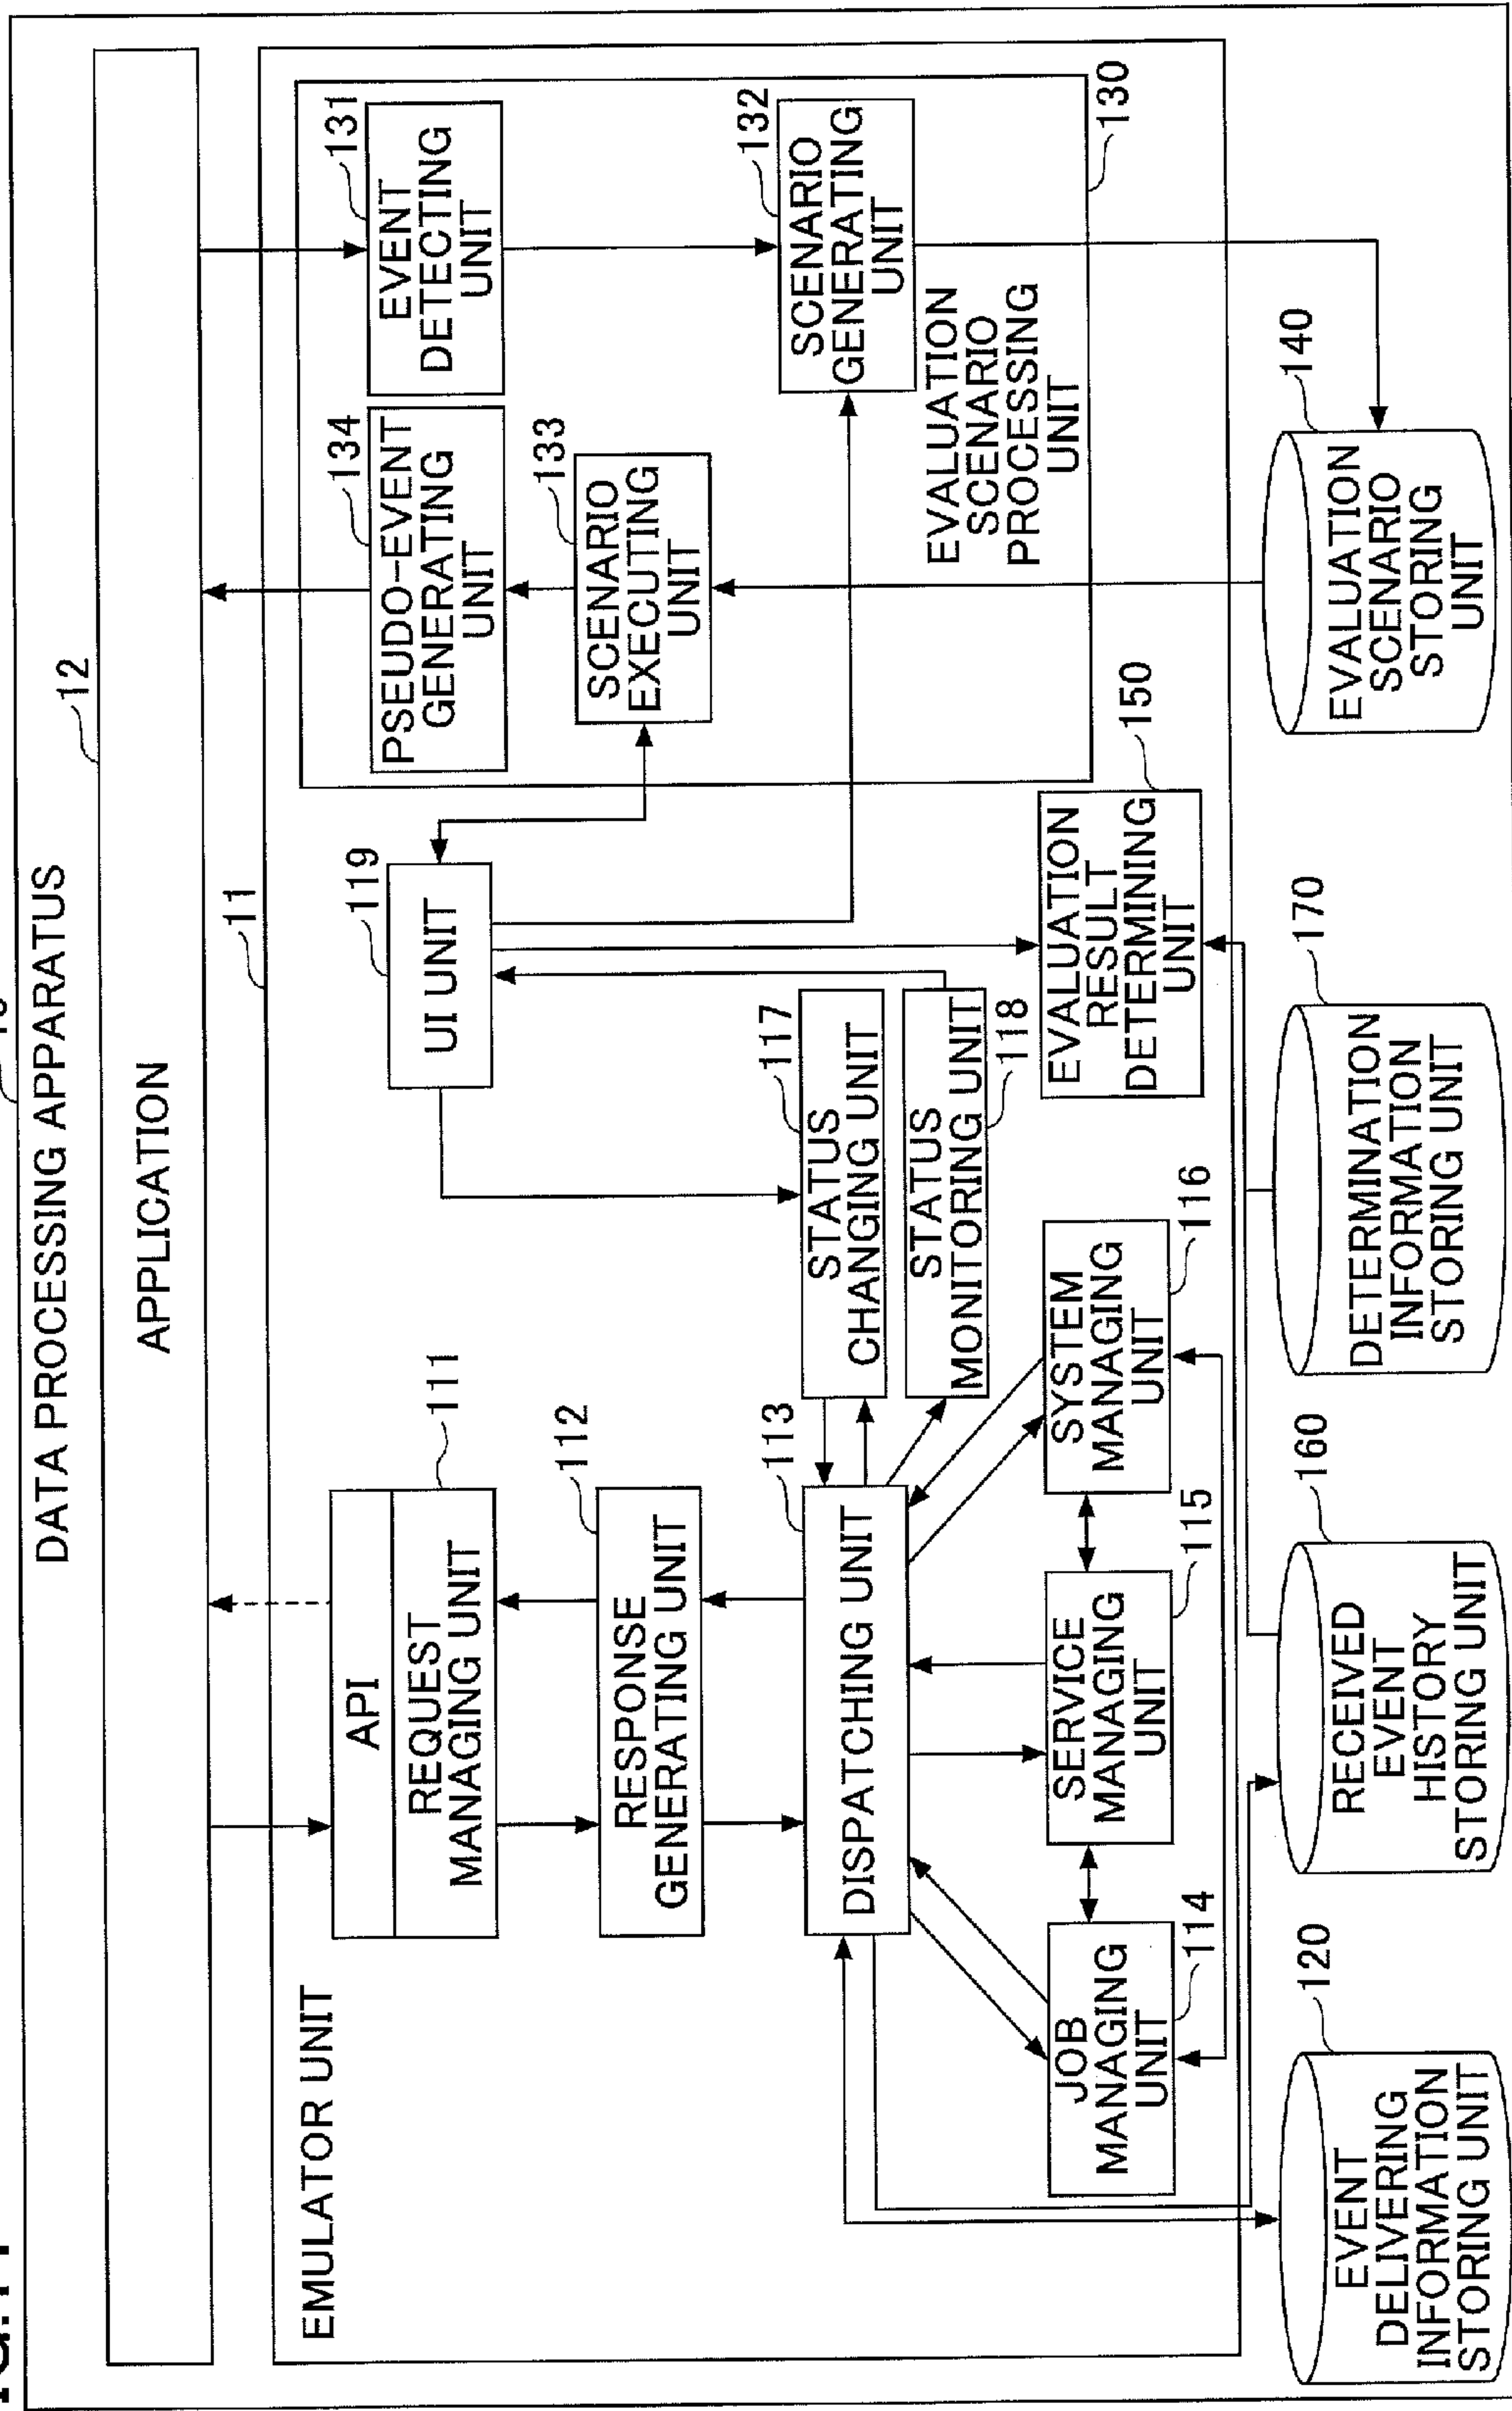 DATA PROCESSING APPARATUS
12
APPLICATION
11
EMULATOR UNIT
API
REQUEST
MANAGING UNIT
111
RESPONSE
GENERATING UNIT
112
DISPATCHING UNIT
113
JOB
MANAGING
UNIT
114
SERVICE
MANAGING
UNIT
115
SYSTEM
MANAGING
UNIT
116
STATUS
CHANGING UNIT
117
STATUS
MONITORING UNIT
118
UI UNIT
119
PSEUDO-EVENT
GENERATING
UNIT
134
EVENT
DETECTING
UNIT
131
SCENARIO
EXECUTING
UNIT
133
SCENARIO
GENERATING
UNIT
132
EVALUATION
SCENARIO
PROCESSING
UNIT
130
EVALUATION
RESULT
DETERMINING
UNIT
150
EVENT
DELIVERING
INFORMATION
STORING UNIT
120
RECEIVED
EVENT
HISTORY
STORING UNIT
160
DETERMINATION
INFORMATION
STORING UNIT
170
EVALUATION
SCENARIO
STORING
UNIT
140